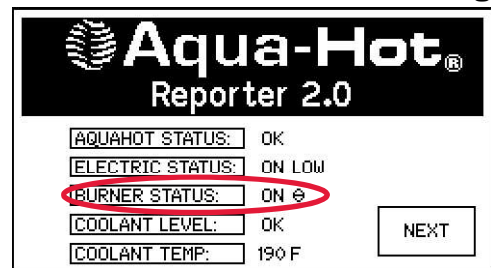 Aqua-Hot®
Reporter 2.0
AQUAHOT STATUS: OK
ELECTRIC STATUS: ON LOW
BURNER STATUS: ON ⊖
COOLANT LEVEL: OK
COOLANT TEMP: 190 F
NEXT